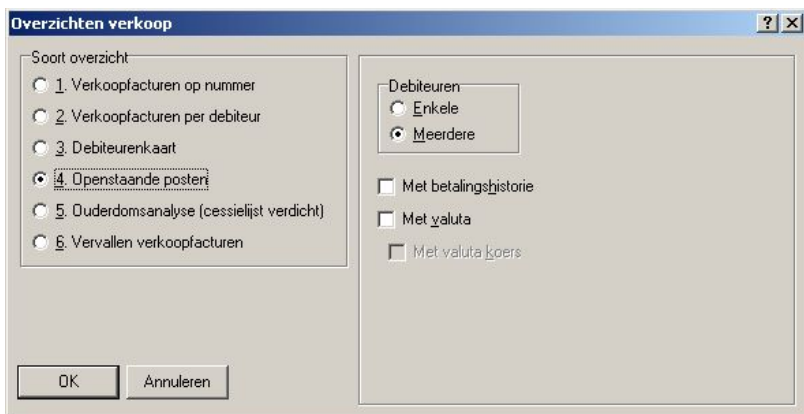 Overzichten verkoop
Soort overzicht
1. Verkoopfacturen op nummer
2. Verkoopfacturen per debiteur
3. Debiteurenkaart
4. Openstaande posten
5. Ouderdomsanalyse (cessielijst verdicht)
6. Vervallen verkoopfacturen
Debiteuren
Enkele
Meerdere
Met betalingshistorie
Met valuta
Met valuta koers
OK
Annuleren